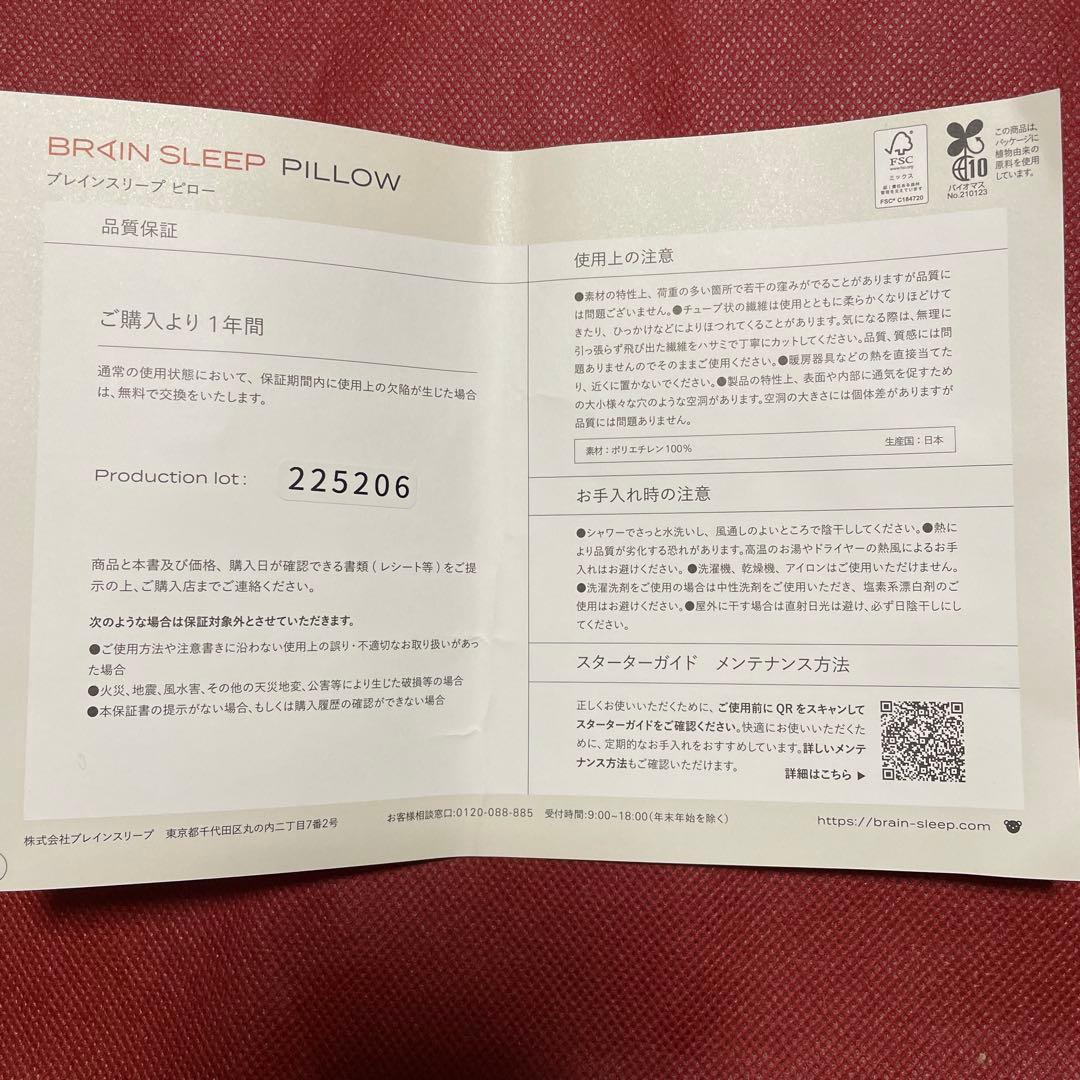 BRAIN SLEEP PILLOW
ブレインスリープ ピロー
FSC
www.fsc.org
ミックス
FSC® C184720
10
バイオマス
No.210123
この商品は、
パッケージに
植物由来の
原料を使用
しています。
品質保証
ご購入より1年間
通常の使用状態において、保証期間内に使用上の欠陥が生じた場合
は、無料で交換をいたします。
Production lot: 225206
商品と本書及び価格、購入日が確認できる書類(レシート等)をご提
示の上、ご購入店までご連絡ください。
次のような場合は保証対象外とさせていただきます。
●ご使用方法や注意書きに沿わない使用上の誤り・不適切なお取り扱いがあっ
た場合
●火災、地震、風水害、その他の天災地変、公害等により生じた破損等の場合
●本保証書の提示がない場合、もしくは購入履歴の確認ができない場合
使用上の注意
●素材の特性上、荷重の多い箇所で若干の窪みがでることがありますが品質に
は問題ございません。●チューブ状の繊維は使用とともに柔らかくなりほどけて
きたり、ひっかけなどによりほつれてくることがあります。気になる際は、無理に
引っ張らず飛び出た繊維をハサミで丁寧にカットしてください。品質、質感には問
題ありませんのでそのままご使用ください。●暖房器具などの熱を直接当てた
り、近くに置かないでください。●製品の特性上、表面や内部に通気を促すため
の大小様々な穴のような空洞があります。空洞の大きさには個体差がありますが
品質には問題ありません。
素材：ポリエチレン100% 生産国：日本
お手入れ時の注意
●シャワーでさっと水洗いし、風通しのよいところで陰干ししてください。●熱に
より品質が劣化する恐れがあります。高温のお湯やドライヤーの熱風によるお手
入れはお避けください。●洗濯機、乾燥機、アイロンはご使用いただけません。
●洗濯洗剤をご使用の場合は中性洗剤をご使用いただき、塩素系漂白剤のご
使用はお避けください。●屋外に干す場合は直射日光は避け、必ず日陰干しにし
てください。
スターターガイド　メンテナンス方法
正しくお使いいただくために、ご使用前にQRをスキャンして
スターターガイドをご確認ください。快適にお使いいただくた
めに、定期的なお手入れをおすすめしています。詳しいメンテ
ナンス方法もご確認いただけます。
詳細はこちら ▶
株式会社ブレインスリープ　東京都千代田区丸の内二丁目7番2号
お客様相談窓口:0120-088-885　受付時間:9:00~18:00(年末年始を除く)
https://brain-sleep.com